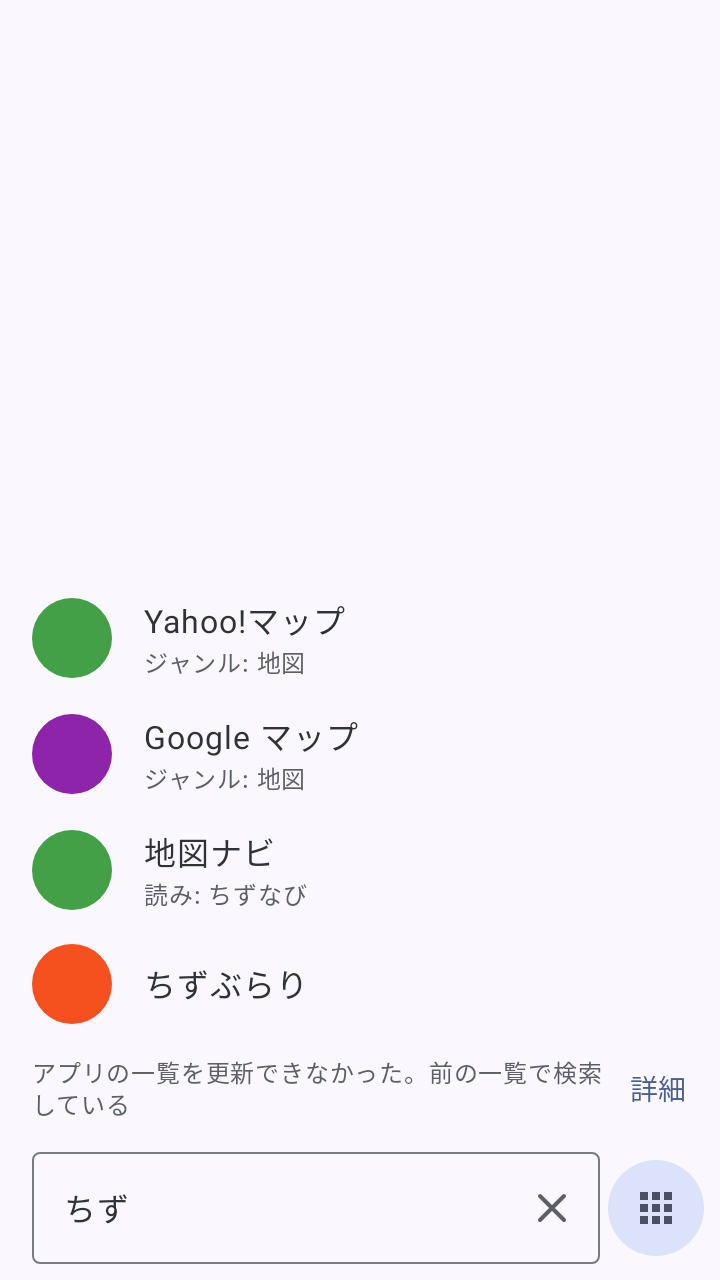 Yahoo!マップ
ジャンル: 地図
Google マップ
ジャンル: 地図
地図ナビ
読み: ちずなび
ちずぶらり
アプリの一覧を更新できなかった。前の一覧で検索
している
詳細
ちず